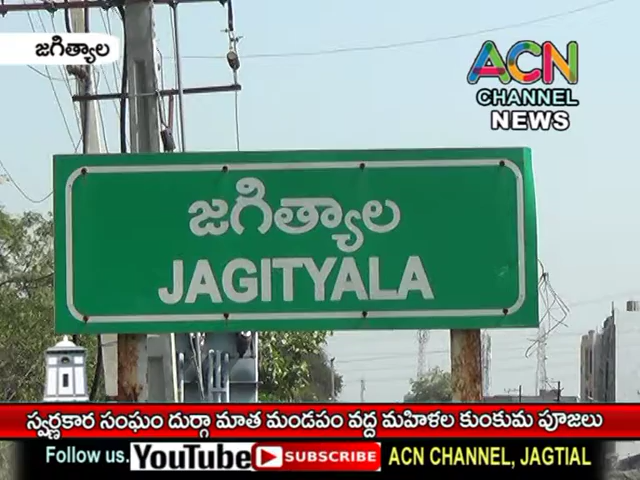 జగిత్యాల
ACN
CHANNEL
NEWS
జగిత్యాల
JAGITYALA
స్వర్ణకార సంఘం దుర్గా మాత మండపం వద్ద మహిళల కుంకుమ పూజలు
Follow us. YouTube SUBSCRIBE ACN CHANNEL, JAGTIAL